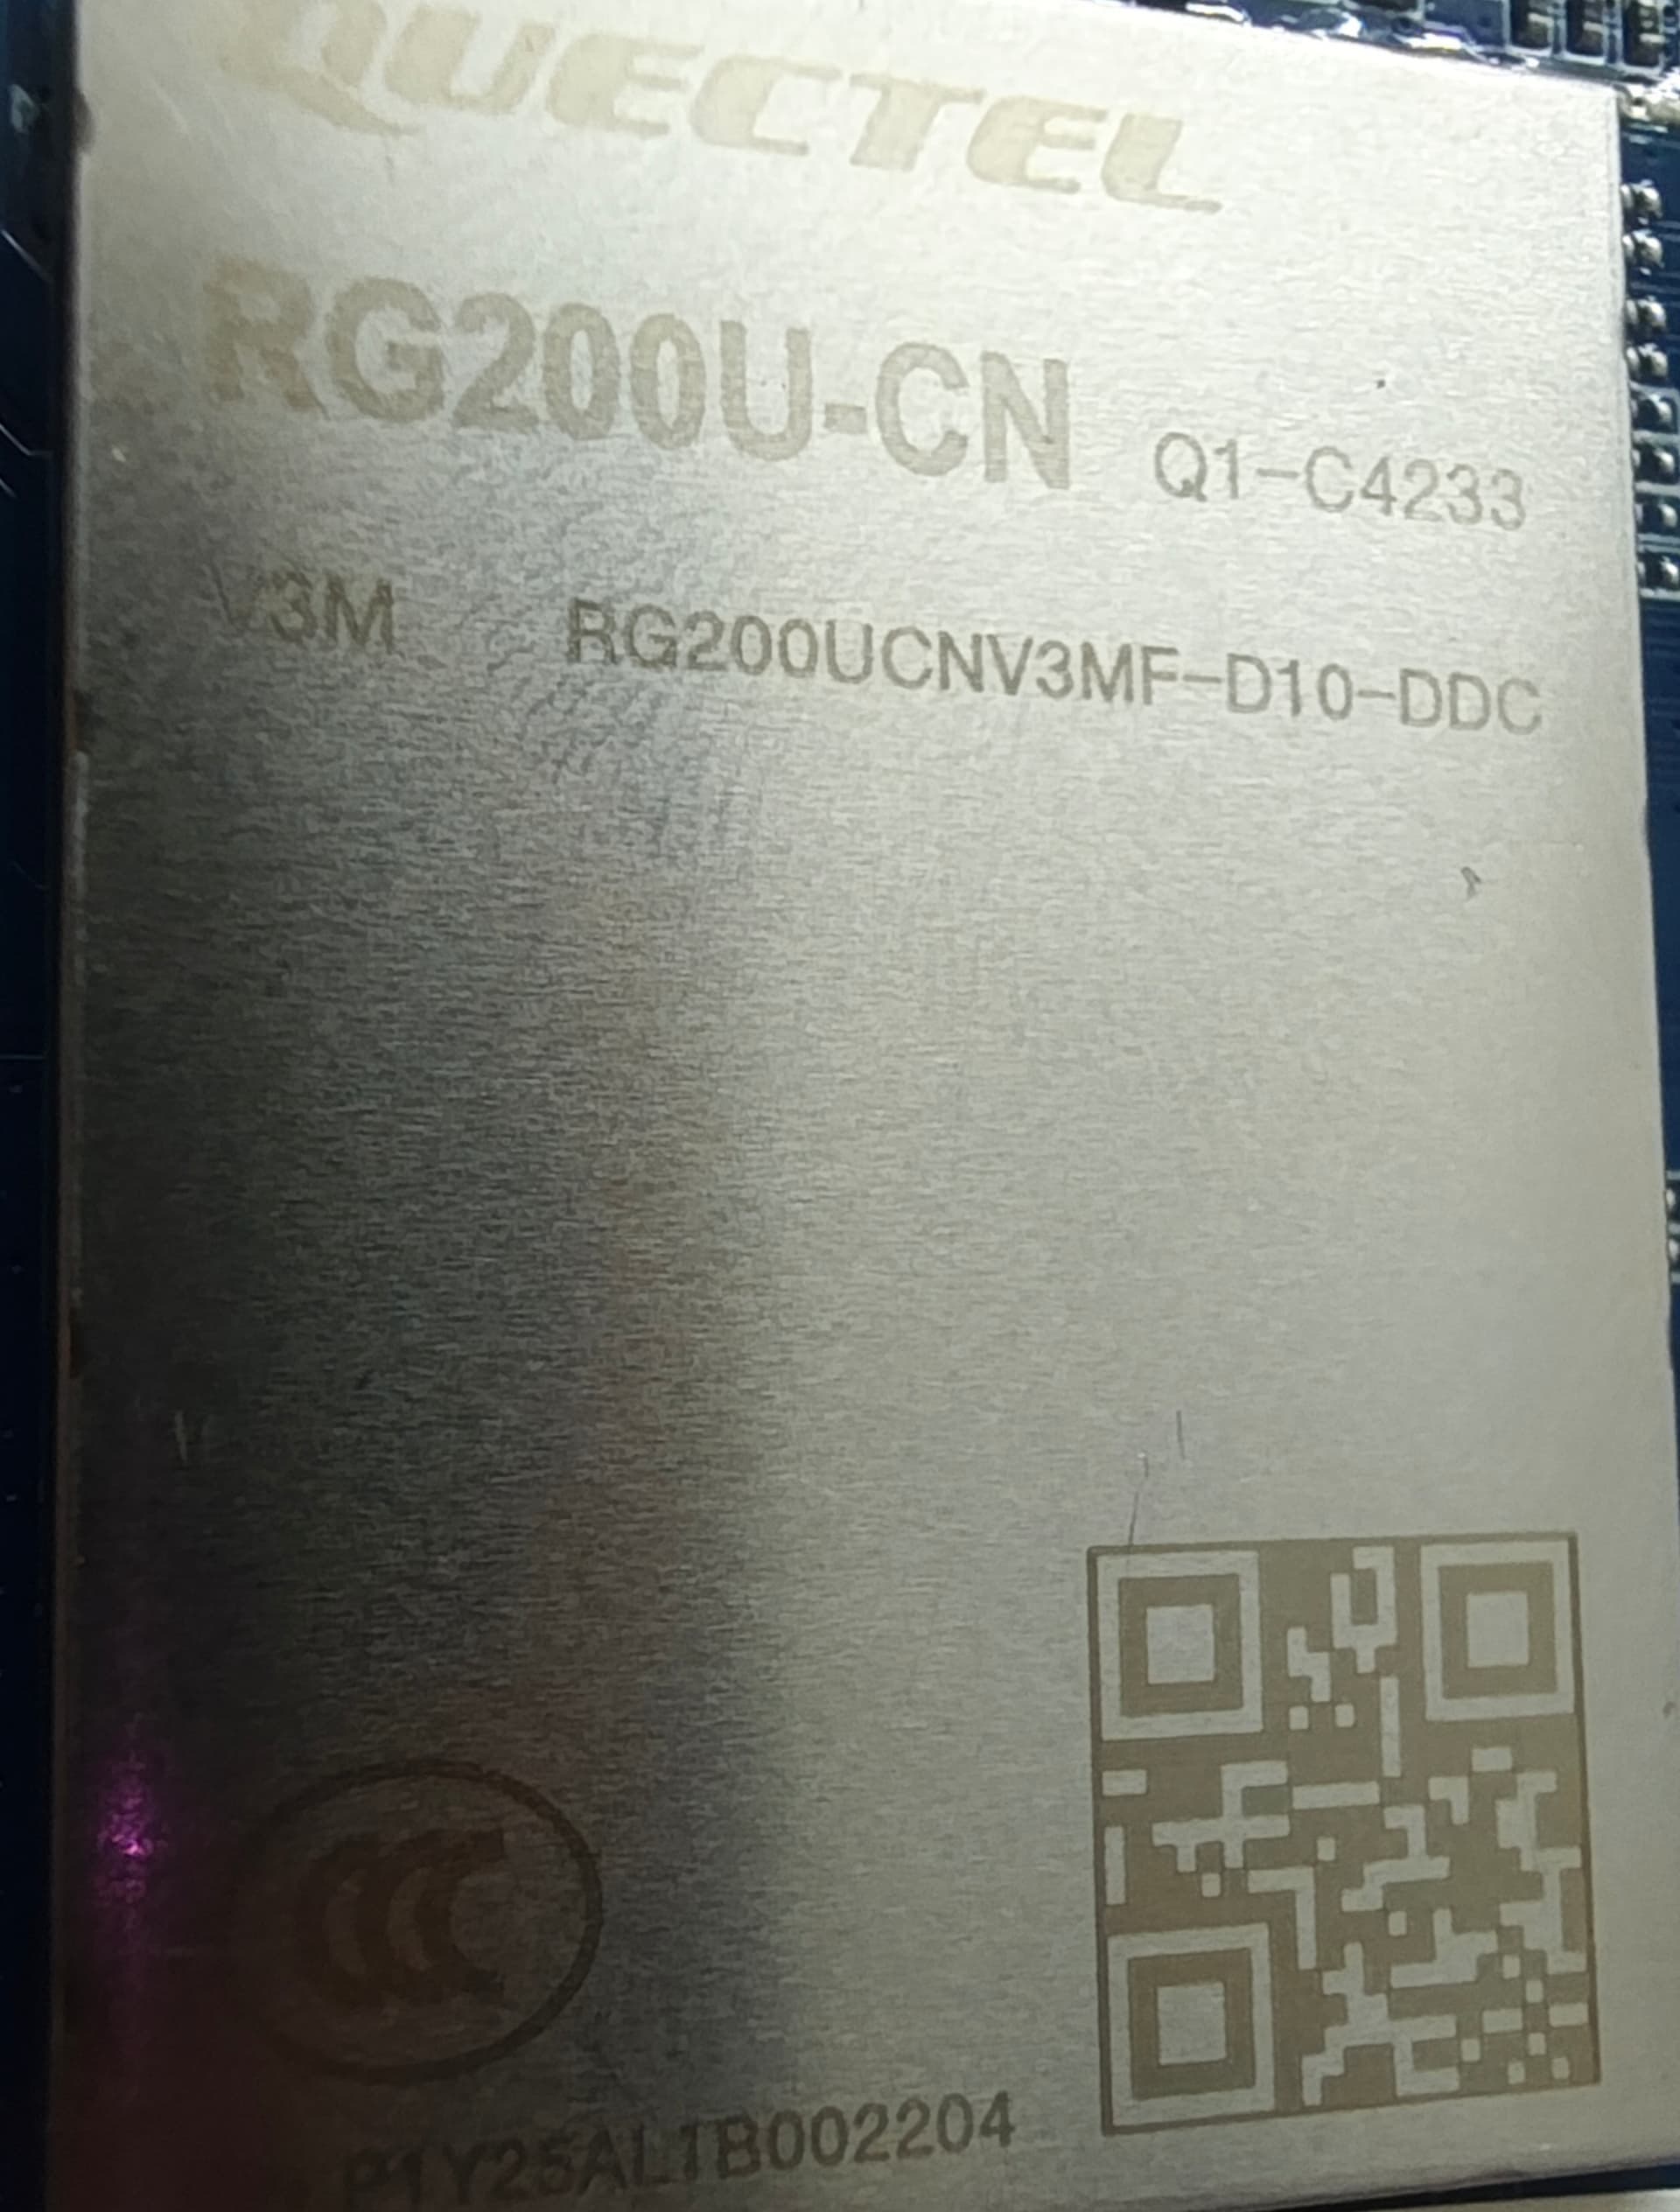 QUECTEL
RG200U-CN Q1-C4233
V3M RG200UCNV3MF-D10-DDC
P1Y25AL1B002204